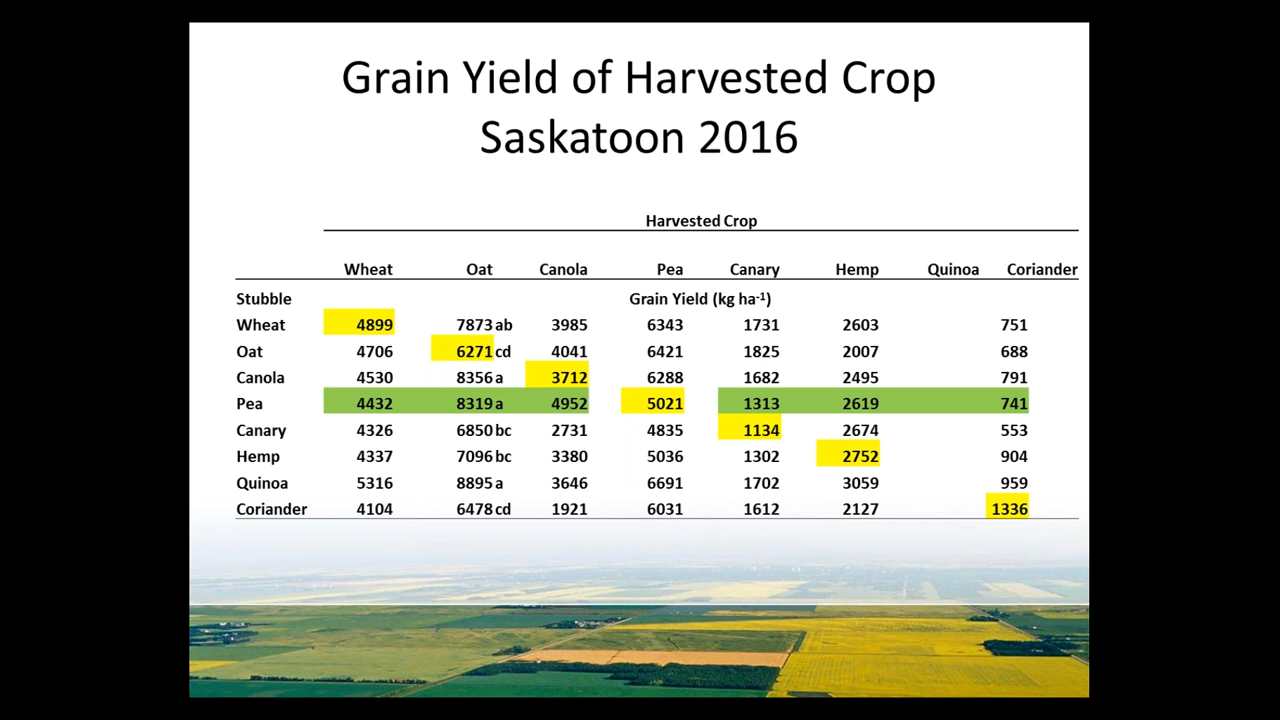 Grain Yield of Harvested Crop
Saskatoon 2016
Harvested Crop
Wheat Oat Canola Pea Canary Hemp Quinoa Coriander
Stubble Grain Yield (kg ha-1)
Wheat 4899 7873 ab 3985 6343 1731 2603 751
Oat 4706 6271 cd 4041 6421 1825 2007 688
Canola 4530 8356 a 3712 6288 1682 2495 791
Pea 4432 8319 a 4952 5021 1313 2619 741
Canary 4326 6850 bc 2731 4835 1134 2674 553
Hemp 4337 7096 bc 3380 5036 1302 2752 904
Quinoa 5316 8895 a 3646 6691 1702 3059 959
Coriander 4104 6478 cd 1921 6031 1612 2127 1336